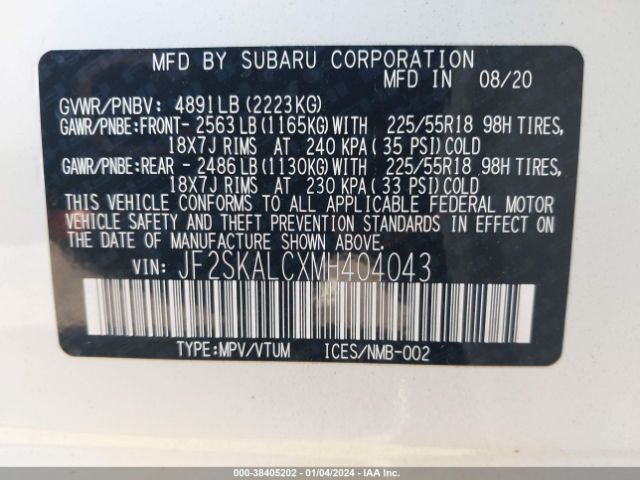 MFD BY SUBARU CORPORATION
MFD IN 08/20
GVWR/PNBV: 4891LB (2223KG)
GAWR/PNBE:FRONT- 2563LB(1165KG)WITH 225/55R18 98H TIRES,
18X7J RIMS AT 240 KPA(35 PSI)COLD
GAWR/PNBE:REAR - 2486LB(1130KG)WITH 225/55R18 98H TIRES,
18X7J RIMS AT 230 KPA(33 PSI)COLD
THIS VEHICLE CONFORMS TO ALL APPLICABLE FEDERAL MOTOR
VEHICLE SAFETY AND THEFT PREVENTION STANDARDS IN EFFECT ON
THE DATE OF MANUFACTURE SHOWN ABOVE.
VIN: JF2SKALCXMH404043
TYPE:MPV/VTUM ICES/NMB-002
000-38405202 - 01/04/2024 - IAAI.COM